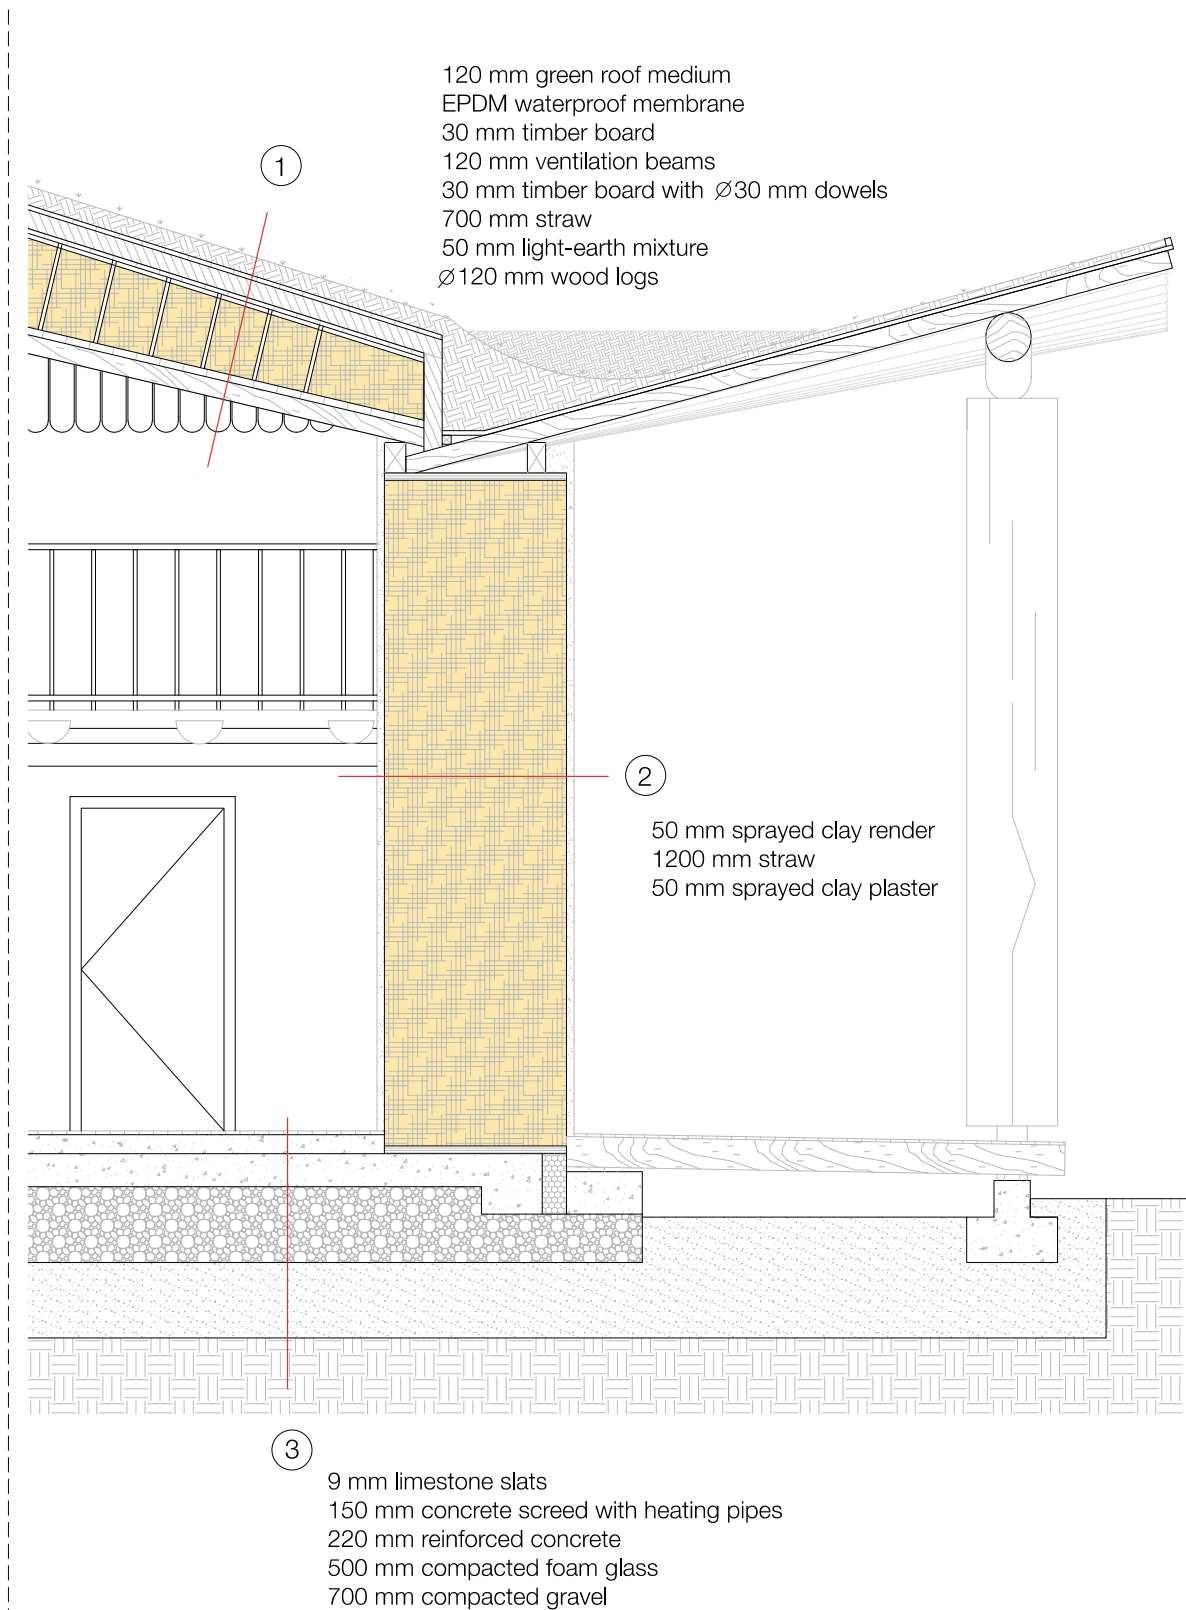 120 mm green roof medium
EPDM waterproof membrane
30 mm timber board
120 mm ventilation beams
30 mm timber board with ∅30 mm dowels
700 mm straw
50 mm light-earth mixture
∅120 mm wood logs
1
2
50 mm sprayed clay render
1200 mm straw
50 mm sprayed clay plaster
3
9 mm limestone slats
150 mm concrete screed with heating pipes
220 mm reinforced concrete
500 mm compacted foam glass
700 mm compacted gravel